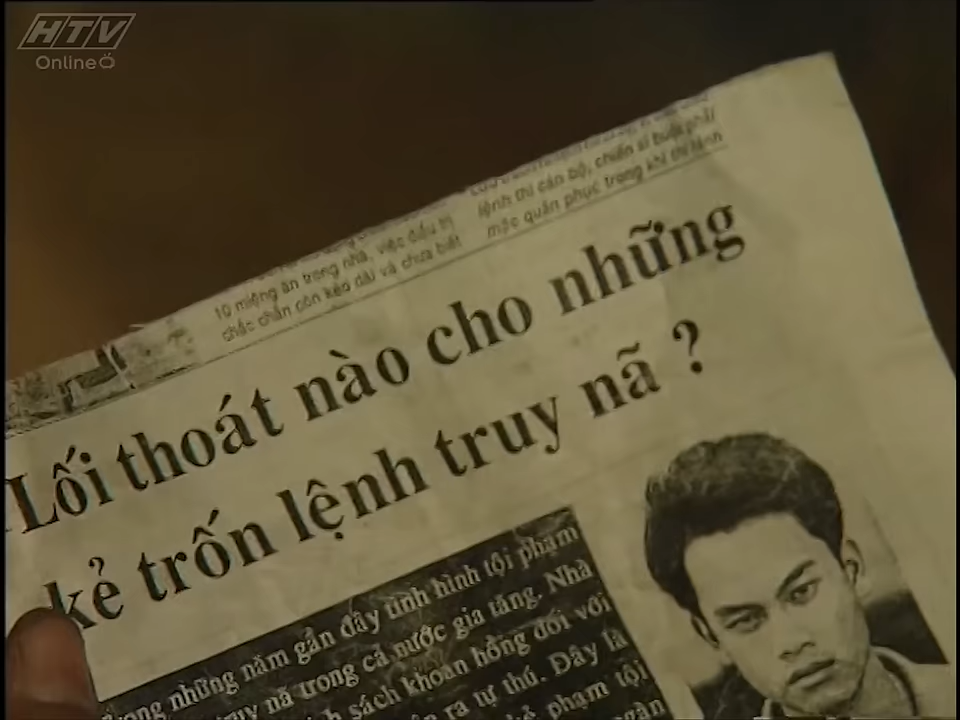 HTV
Online
lệnh thì cán bộ, chiến sĩ buộc phải
mặc quân phục trong khi thi hành
10 miệng ăn trong nhà, việc điều trị
chắc chắn còn kéo dài và chưa biết
Lối thoát nào cho những
kẻ trốn lệnh truy nã ?
những năm gần đây tình hình tội phạm
truy nã trong cả nước gia tăng. Nhà
sách khoan hồng đối với
ra tự thú. Đây là
phạm tội